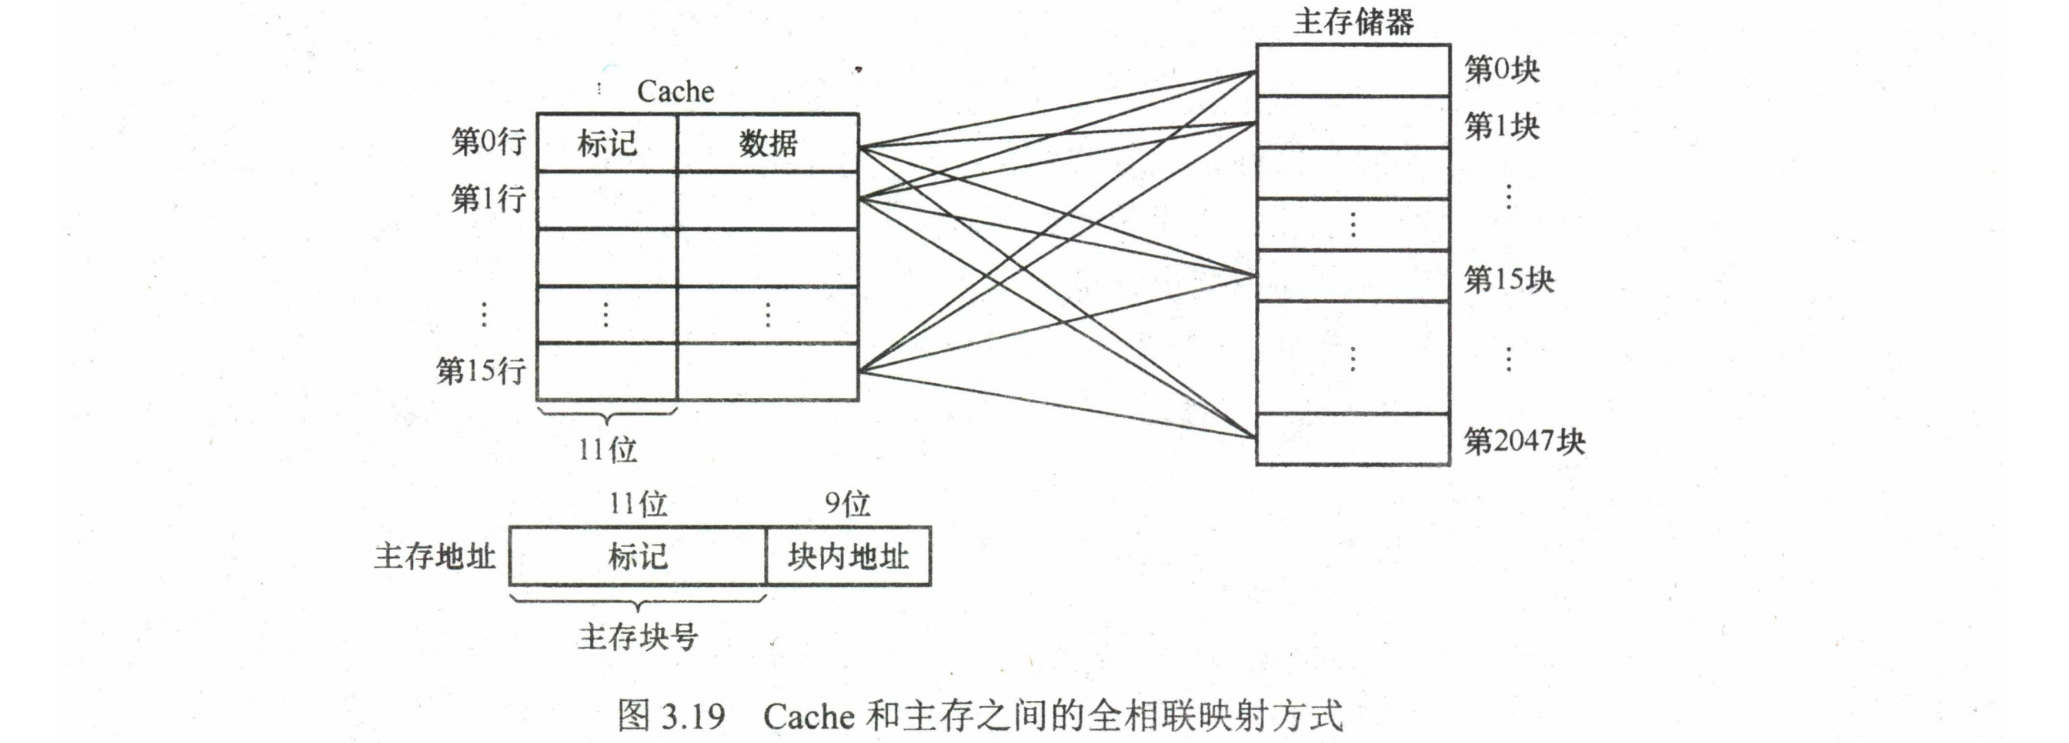 主存储器
第0块
Cache
第0行 标记 数据
第1块
第1行
⋮
⋮
第15块
⋮ ⋮ ⋮
第15行
⋮ ⋮
第2047块
11位
11位 9位
主存地址 标记 块内地址
主存块号
图 3.19 Cache 和主存之间的全相联映射方式